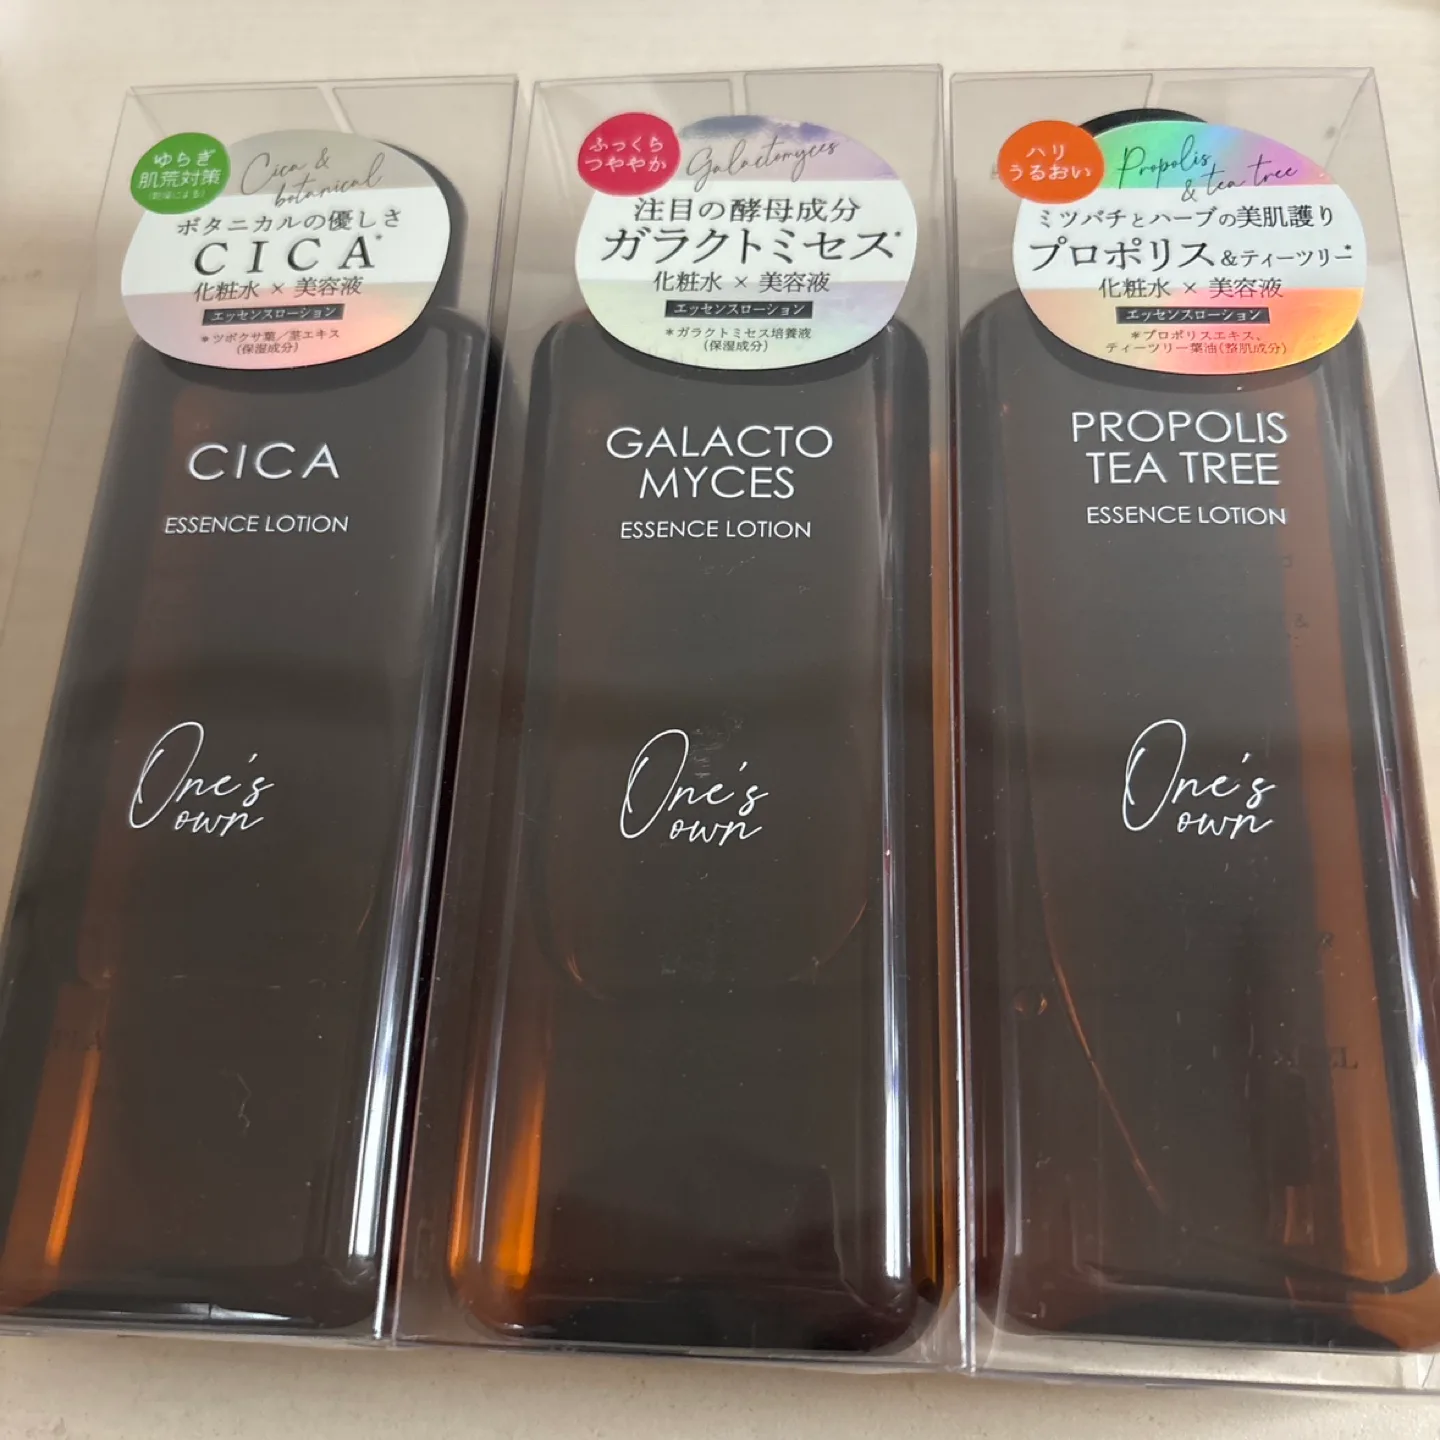 ゆらぎ
肌荒対策
(乾燥による)
Cica &
botanical
ボタニカルの優しさ
CICA*
化粧水 × 美容液
エッセンスローション
*ツボクサ葉/茎エキス
(保湿成分)
CICA
ESSENCE LOTION
One's
own
ふっくら
つややか
Galactomyces
注目の酵母成分
ガラクトミセス*
化粧水 × 美容液
エッセンスローション
*ガラクトミセス培養液
(保湿成分)
GALACTO
MYCES
ESSENCE LOTION
One's
own
ハリ
うるおい
Propolis
& tea tree
ミツバチとハーブの美肌護り
プロポリス&ティーツリー*
化粧水 × 美容液
エッセンスローション
*プロポリスエキス、
ティーツリー葉油(整肌成分)
PROPOLIS
TEA TREE
ESSENCE LOTION
One's
own